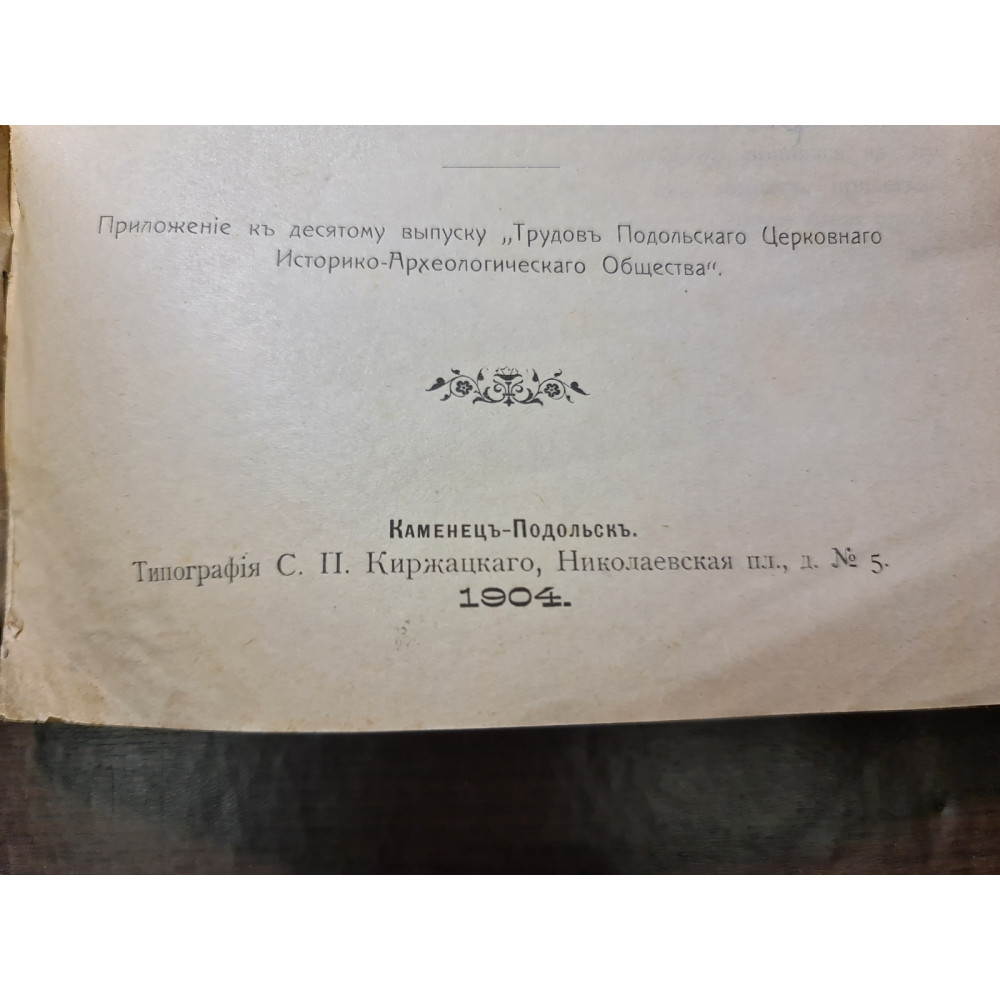 Приложеніе къ десятому выпуску „Трудовъ Подольскаго Церковнаго
Историко-Археологическаго Общества“.
Каменецъ-Подольскъ.
Типографія С. П. Киржацкаго, Николаевская пл., д. № 5.
1904.